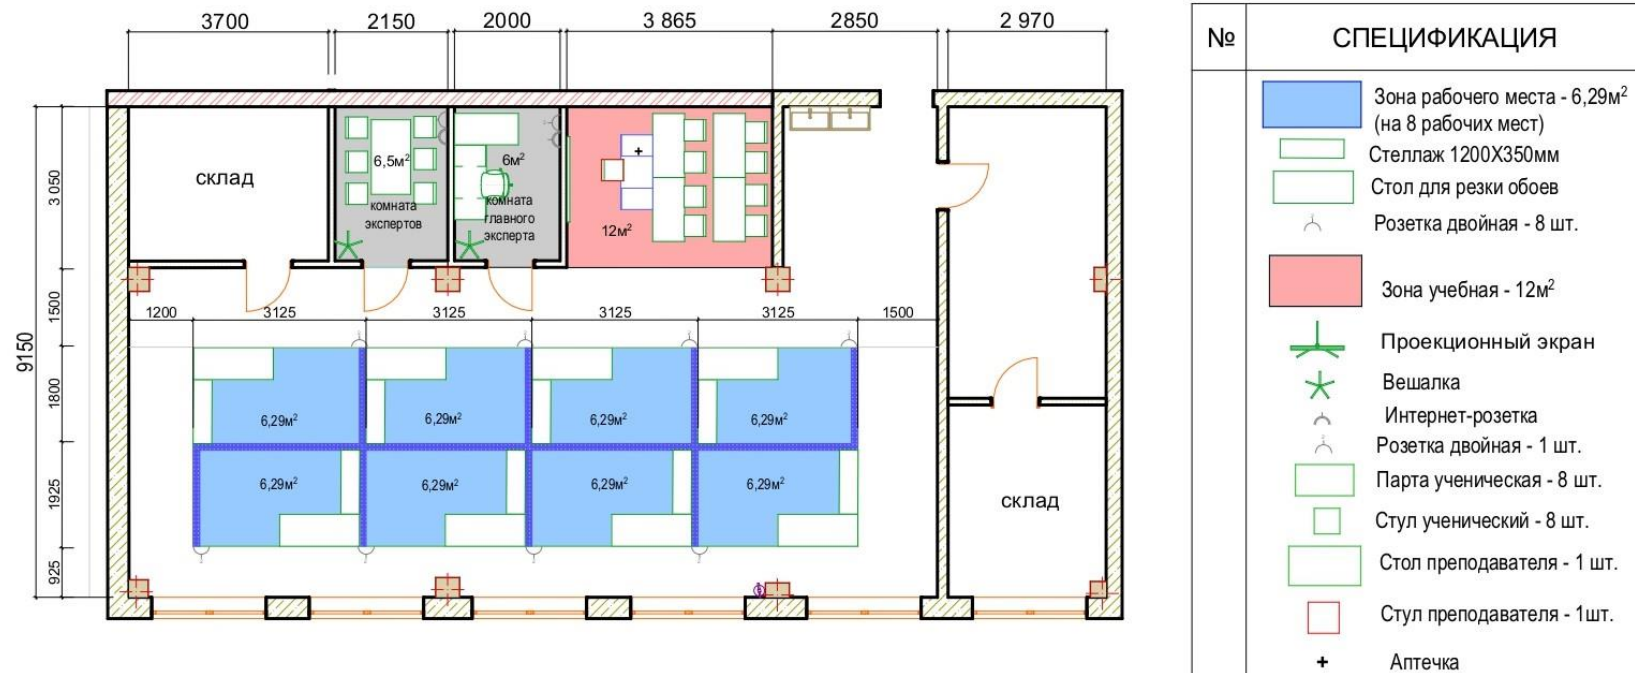 3700
2150
2000
3 865
2850
2 970
9150
3 050
1500
1800
1925
925
склад
6,5м²
комната
экспертов
6м²
комната
главного
эксперта
12м²
1200
3125
3125
3125
3125
1500
6,29м²
6,29м²
6,29м²
6,29м²
6,29м²
6,29м²
6,29м²
6,29м²
склад
№
СПЕЦИФИКАЦИЯ
Зона рабочего места - 6,29м²
(на 8 рабочих мест)
Стеллаж 1200Х350мм
Стол для резки обоев
Розетка двойная - 8 шт.
Зона учебная - 12м²
Проекционный экран
Вешалка
Интернет-розетка
Розетка двойная - 1 шт.
Парта ученическая - 8 шт.
Стул ученический - 8 шт.
Стол преподавателя - 1 шт.
Стул преподавателя - 1шт.
Аптечка